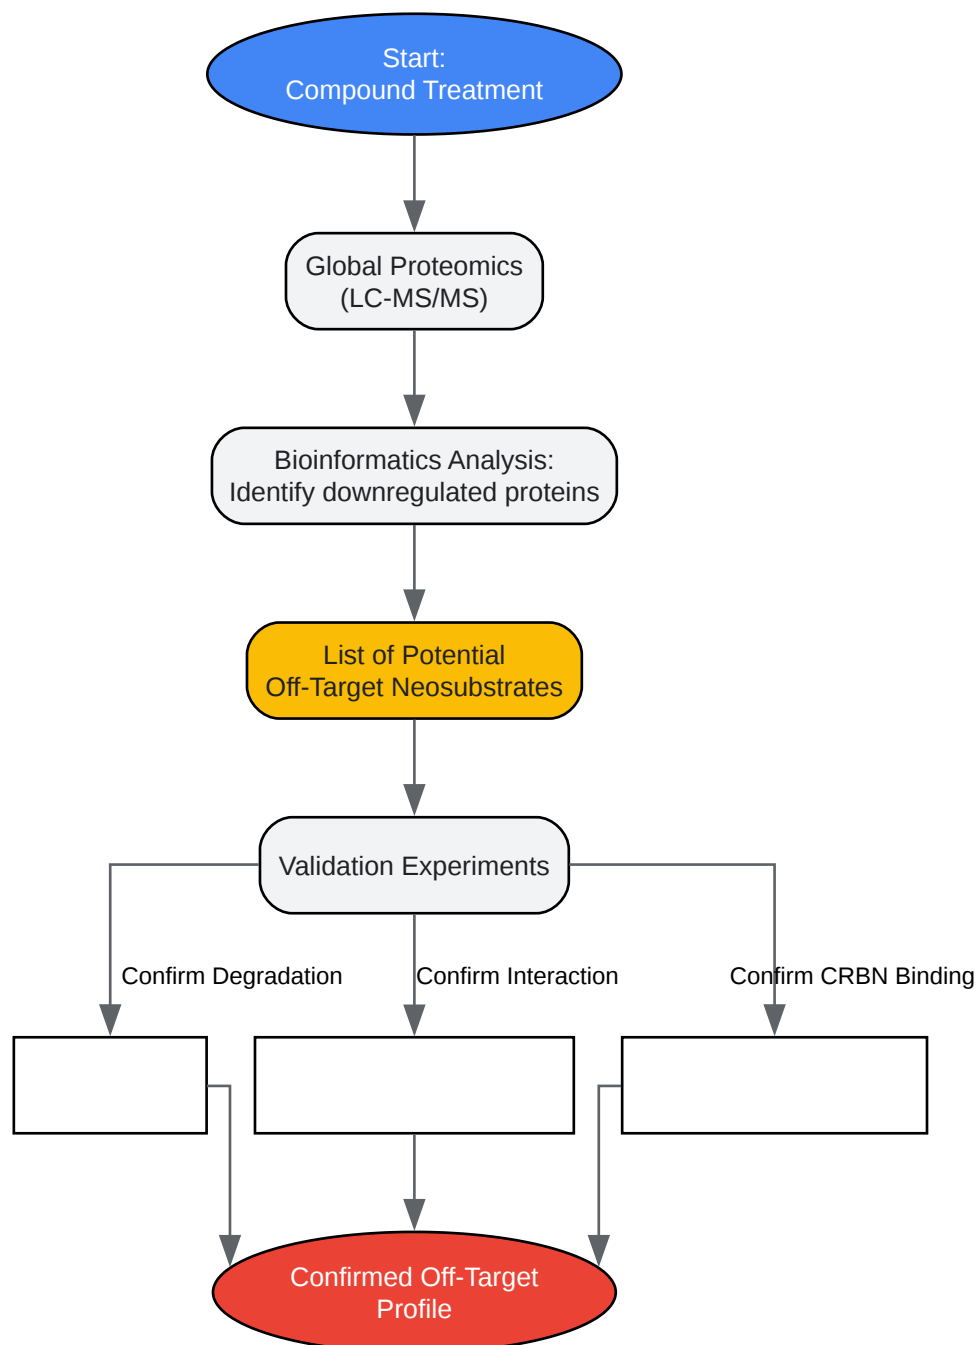 Start:
Compound Treatment
Global Proteomics
(LC-MS/MS)
Bioinformatics Analysis:
Identify downregulated proteins
List of Potential
Off-Target Neosubstrates
Validation Experiments
Confirm Degradation
Confirm Interaction
Confirm CRBN Binding
Confirmed Off-Target
Profile